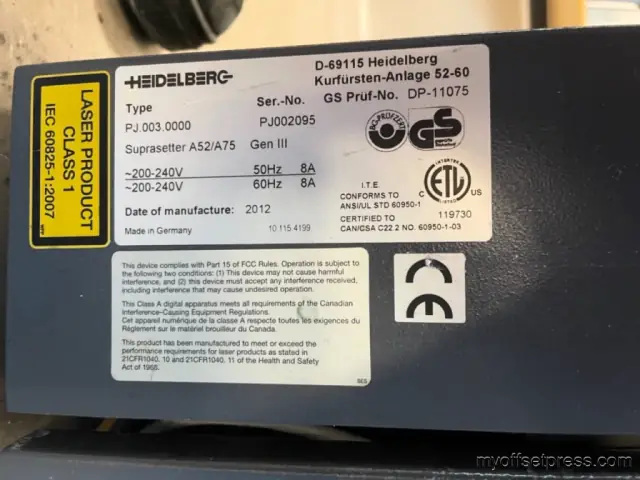 LASER PRODUCT
CLASS 1
IEC 60825-1:2007
HEIDELBERG
D-69115 Heidelberg
Kurfürsten-Anlage 52-60
Type
Ser.-No.
GS Prüf-No. DP-11075
PJ.003.0000
PJ002095
Suprasetter A52/A75 Gen III
~200-240V 50Hz 8A
~200-240V 60Hz 8A
Date of manufacture: 2012
Made in Germany
10.115.4199
BG-PRÜFZERT
GS
I.T.E.
CONFORMS TO
ANSI/UL STD 60950-1
CERTIFIED TO
CAN/CSA C22.2 NO. 60950-1-03
C ETL US
119730
This device complies with Part 15 of FCC Rules. Operation is subject to
the following two conditions: (1) This device may not cause harmful
interference, and (2) this device must accept any interference received,
including interference that may cause undesired operation.
This Class A digital apparatus meets all requirements of the Canadian
Interference-Causing Equipment Regulations.
Cet appareil numérique de la classe A respecte toutes les exigences du
Règlement sur le matériel brouilleur du Canada.
This product has been manufactured to meet or exceed the
performance requirements for laser products as stated in
21CFR1040. 10 and 21CFR1040. 11 of the Health and Safety
Act of 1968.
CE
myoffsetpress.com